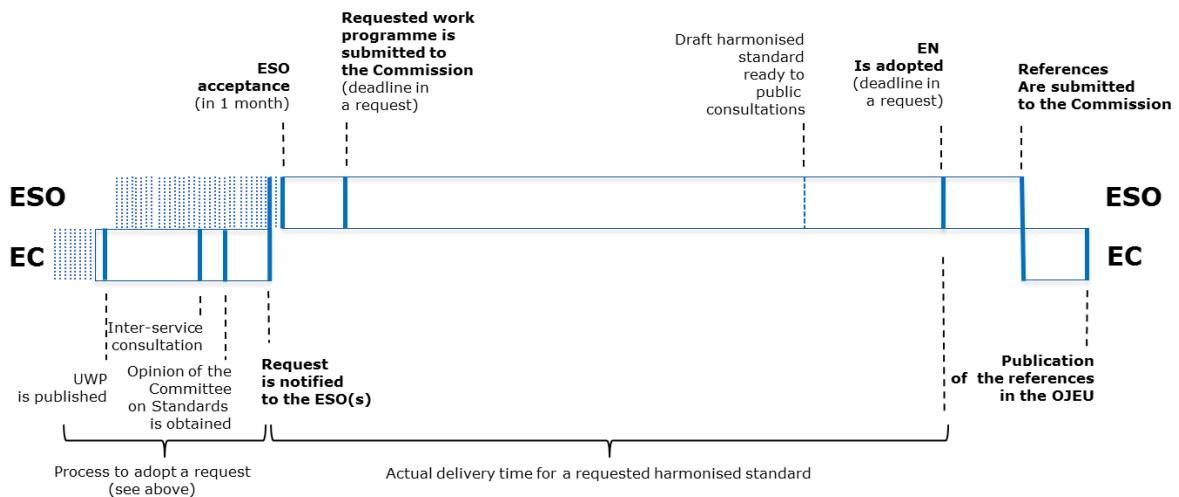 Requested work
programme is
submitted to
the Commission
(deadline in
a request)
ESO
acceptance
(in 1 month)
Draft harmonised
standard
ready to
public
consultations
EN
Is adopted
(deadline in
a request)
References
Are submitted
to the Commission
ESO
ESO
EC
EC
Inter-service
consultation
UWP
is published
Opinion of the
Committee
on Standards
is obtained
Request
is notified
to the ESO(s)
Publication
of the references
in the OJEU
Process to adopt a request
(see above)
Actual delivery time for a requested harmonised standard